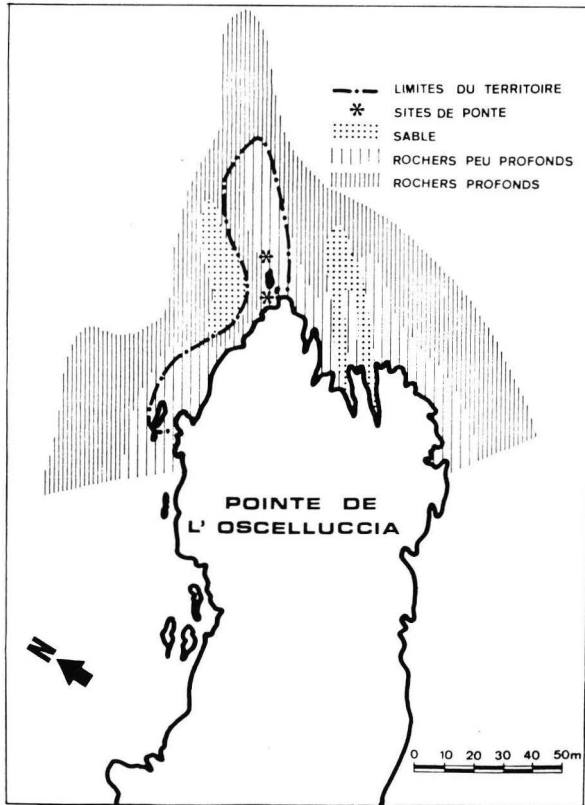 LIMITES DU TERRITOIRE
SITES DE PONTE
SABLE
ROCHERS PEU PROFONDS
ROCHERS PROFONDS
POINTE DE
L' OSCELLUCCIA
N
0 10 20 30 40 50m